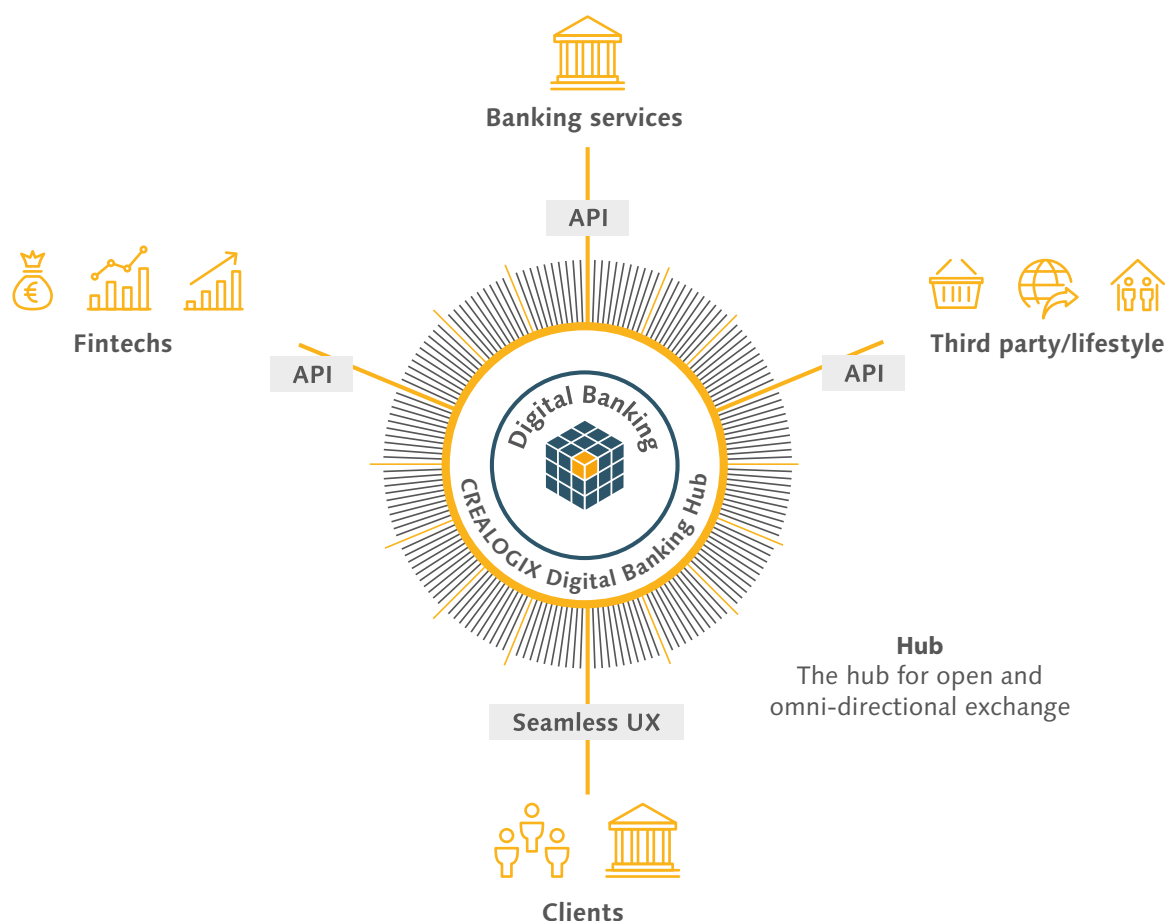 Banking services
API
Fintechs
Third party/lifestyle
API
API
€
Digital Banking
CREALOGIX Digital Banking Hub
Hub
The hub for open and
omni-directional exchange
Seamless UX
Clients